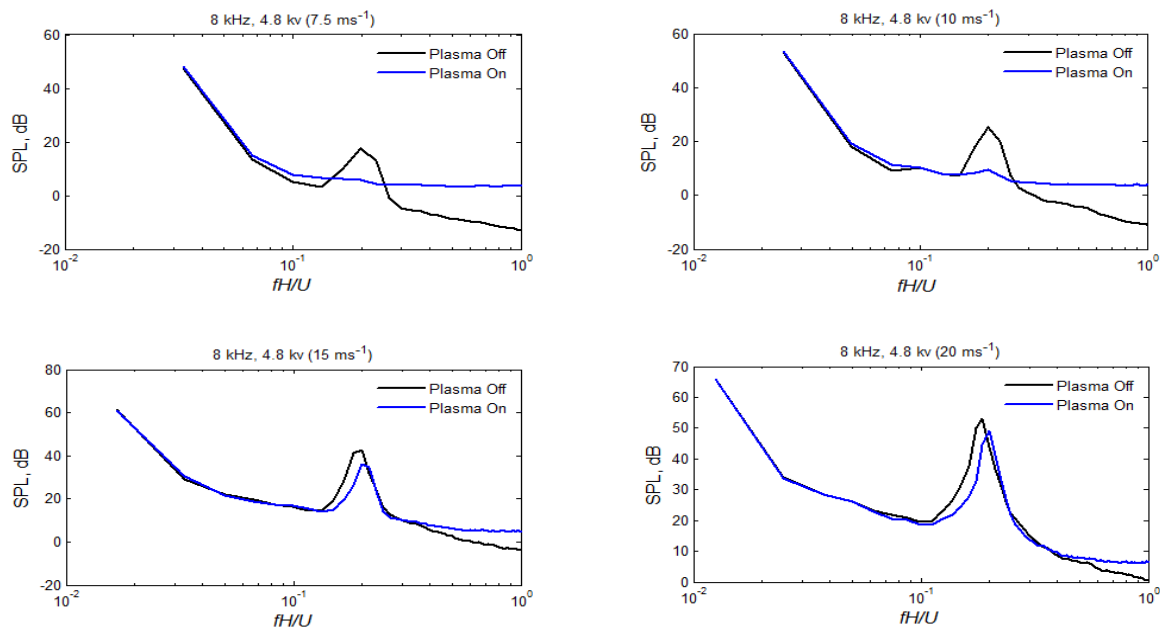 8 kHz, 4.8 kv (7.5 ms⁻¹)
60
40
20
0
-20
SPL, dB
Plasma Off
Plasma On
10⁻²
10⁻¹
10⁰
fH/U
8 kHz, 4.8 kv (10 ms⁻¹)
60
40
20
0
-20
SPL, dB
Plasma Off
Plasma On
10⁻²
10⁻¹
10⁰
fH/U
8 kHz, 4.8 kv (15 ms⁻¹)
80
60
40
20
0
-20
SPL, dB
Plasma Off
Plasma On
10⁻²
10⁻¹
10⁰
fH/U
8 kHz, 4.8 kv (20 ms⁻¹)
70
60
50
40
30
20
10
0
SPL, dB
Plasma Off
Plasma On
10⁻²
10⁻¹
10⁰
fH/U